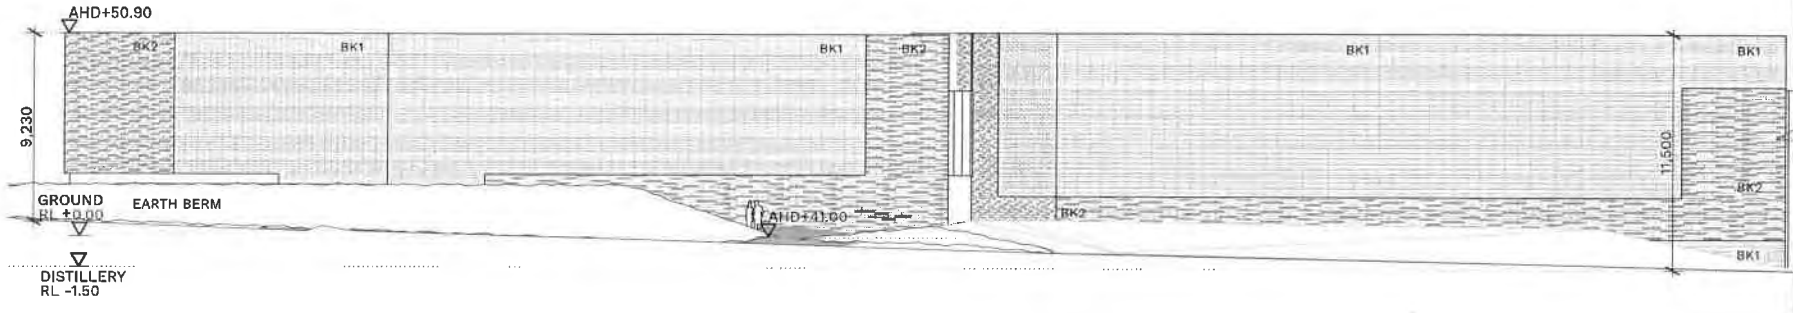 AHD+50.90
BK2
BK1
BK1
BK2
BK1
BK1
9,230
11,500
GROUND
RL +0.00
EARTH BERM
AHD+41.00
BK2
BK2
BK1
DISTILLERY
RL -1.50